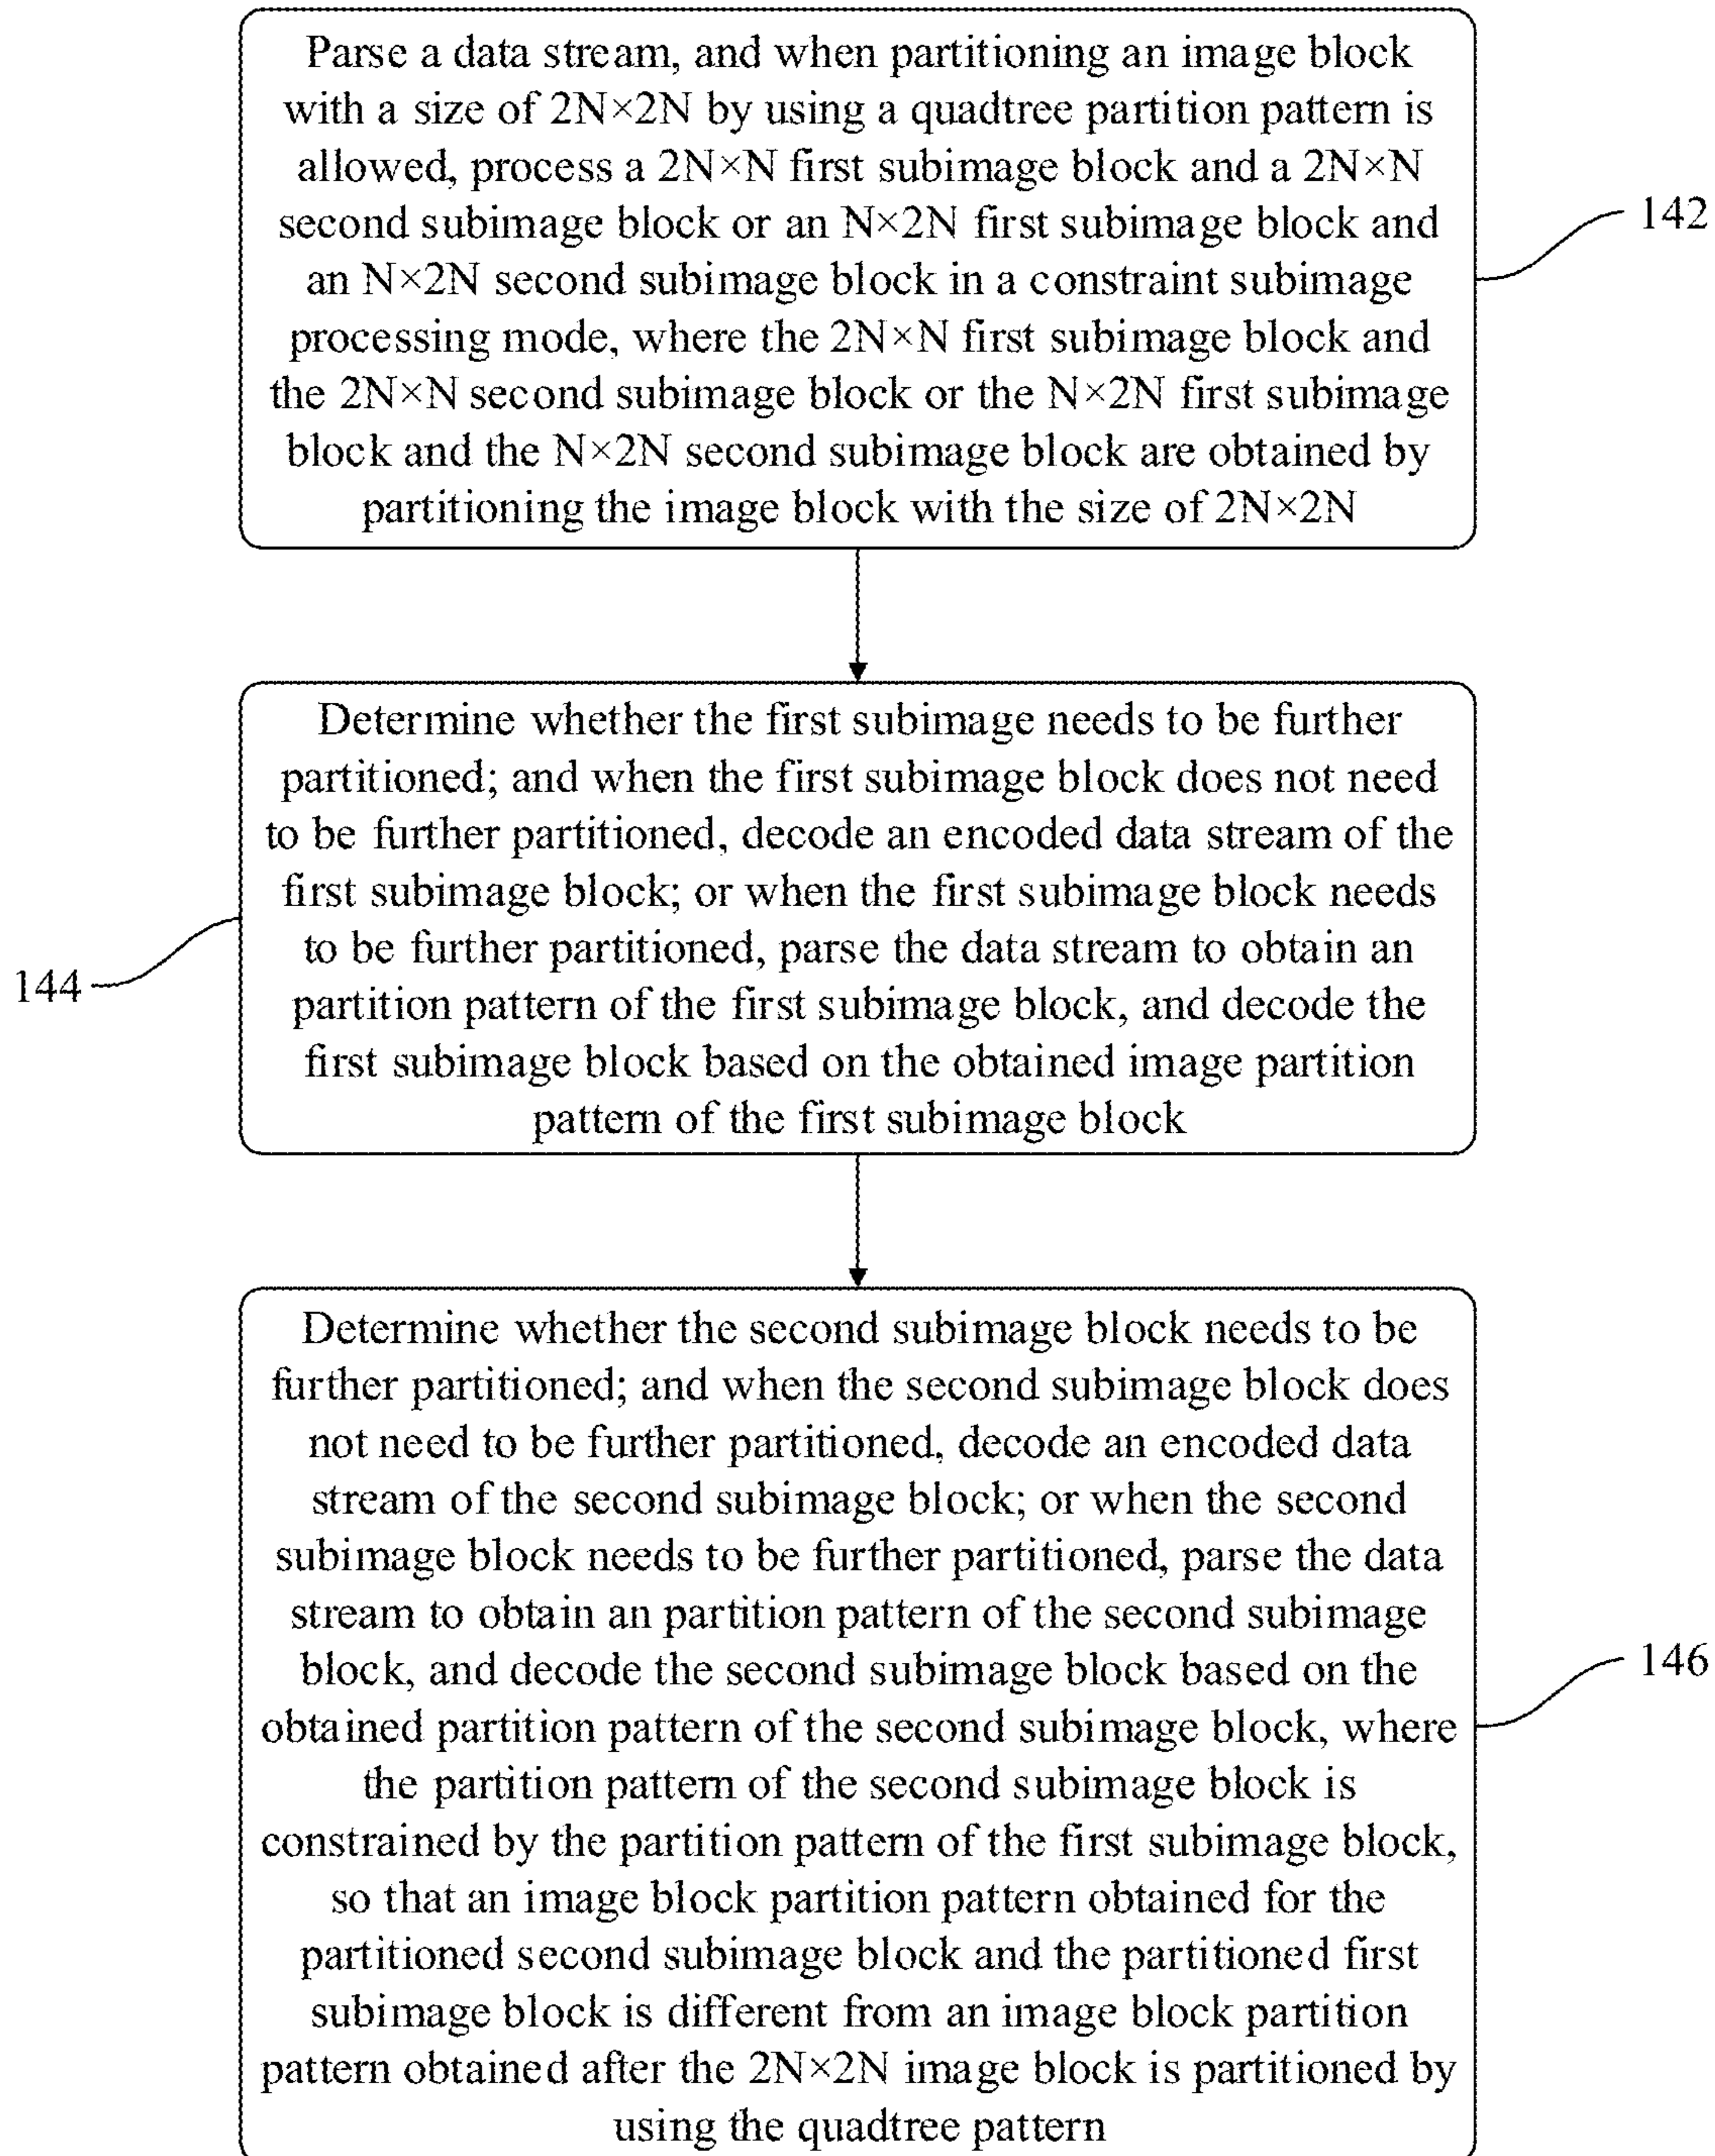 Parse a data stream, and when partitioning an image block
with a size of 2N×2N by using a quadtree partition pattern is
allowed, process a 2N×N first subimage block and a 2N×N
second subimage block or an N×2N first subimage block and
an N×2N second subimage block in a constraint subimage
processing mode, where the 2N×N first subimage block and
the 2N×N second subimage block or the N×2N first subimage
block and the N×2N second subimage block are obtained by
partitioning the image block with the size of 2N×2N
142
Determine whether the first subimage needs to be further
partitioned; and when the first subimage block does not need
to be further partitioned, decode an encoded data stream of the
first subimage block; or when the first subimage block needs
to be further partitioned, parse the data stream to obtain an
partition pattern of the first subimage block, and decode the
first subimage block based on the obtained image partition
pattern of the first subimage block
144
Determine whether the second subimage block needs to be
further partitioned; and when the second subimage block does
not need to be further partitioned, decode an encoded data
stream of the second subimage block; or when the second
subimage block needs to be further partitioned, parse the data
stream to obtain an partition pattern of the second subimage
block, and decode the second subimage block based on the
obtained partition pattern of the second subimage block, where
the partition pattern of the second subimage block is
constrained by the partition pattern of the first subimage block,
so that an image block partition pattern obtained for the
partitioned second subimage block and the partitioned first
subimage block is different from an image block partition
pattern obtained after the 2N×2N image block is partitioned by
using the quadtree pattern
146